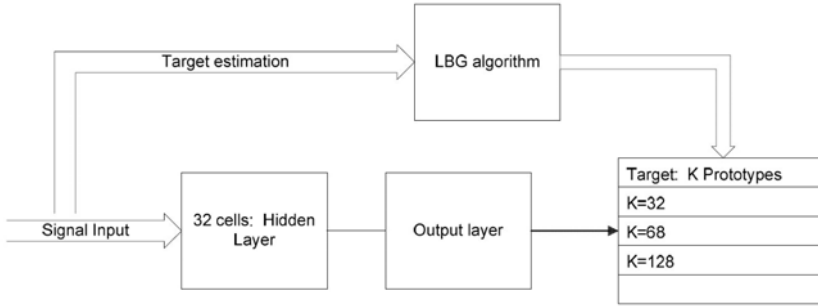 Target estimation
LBG algorithm
Signal Input
32 cells: Hidden
Layer
Output layer
Target: K Prototypes
K=32
K=68
K=128